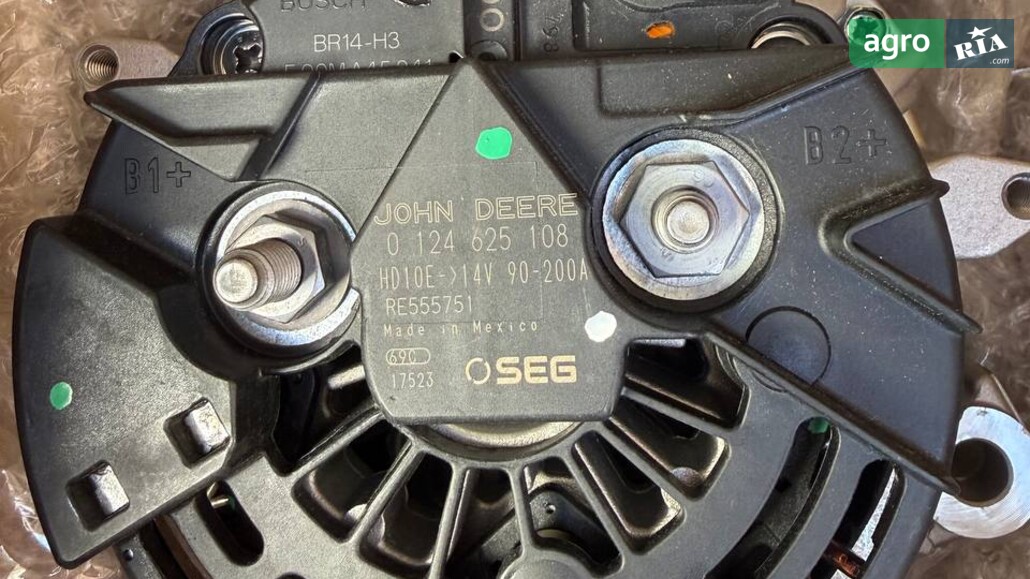 BOSCH
BR14-H3
agro RIA .com
B1+
B2+
JOHN DEERE
0 124 625 108
HD10E->14V 90-200A
RE555751
Made in Mexico
69C
17523
SEG